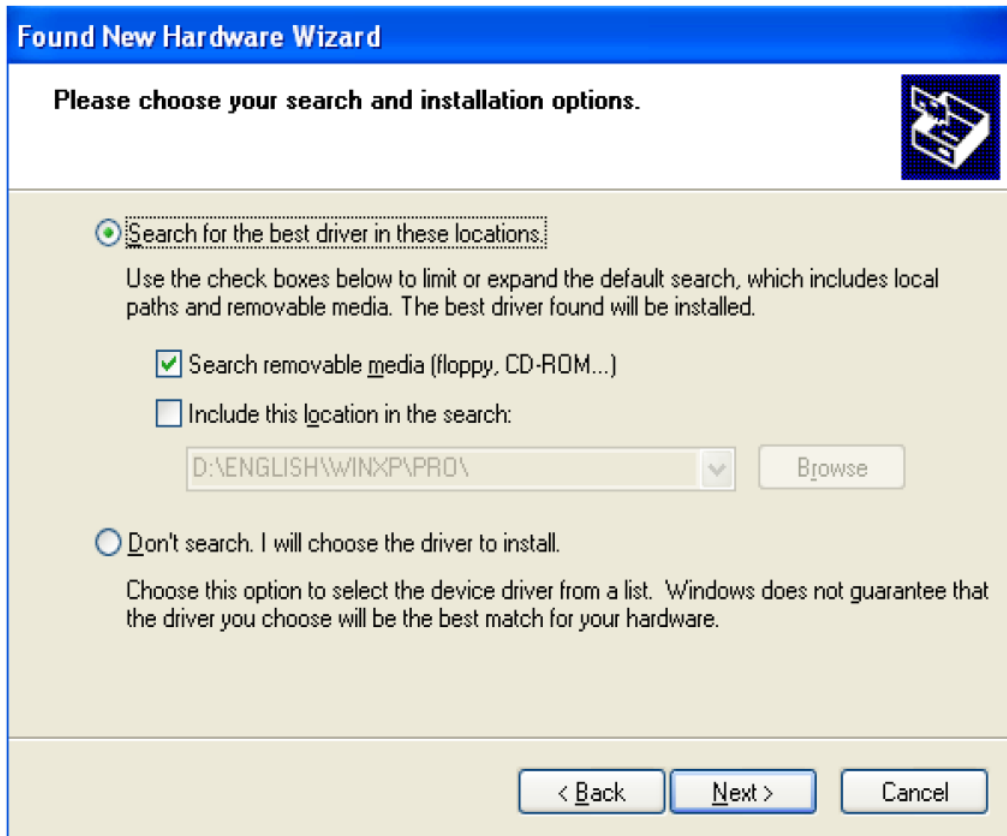 Found New Hardware Wizard
Please choose your search and installation options.
Search for the best driver in these locations.
Use the check boxes below to limit or expand the default search, which includes local
paths and removable media. The best driver found will be installed.
Search removable media (floppy, CD-ROM...)
Include this location in the search:
D:\ENGLISH\WINXP\PRO\
Browse
Don't search. I will choose the driver to install.
Choose this option to select the device driver from a list.  Windows does not guarantee that
the driver you choose will be the best match for your hardware.
< Back
Next >
Cancel